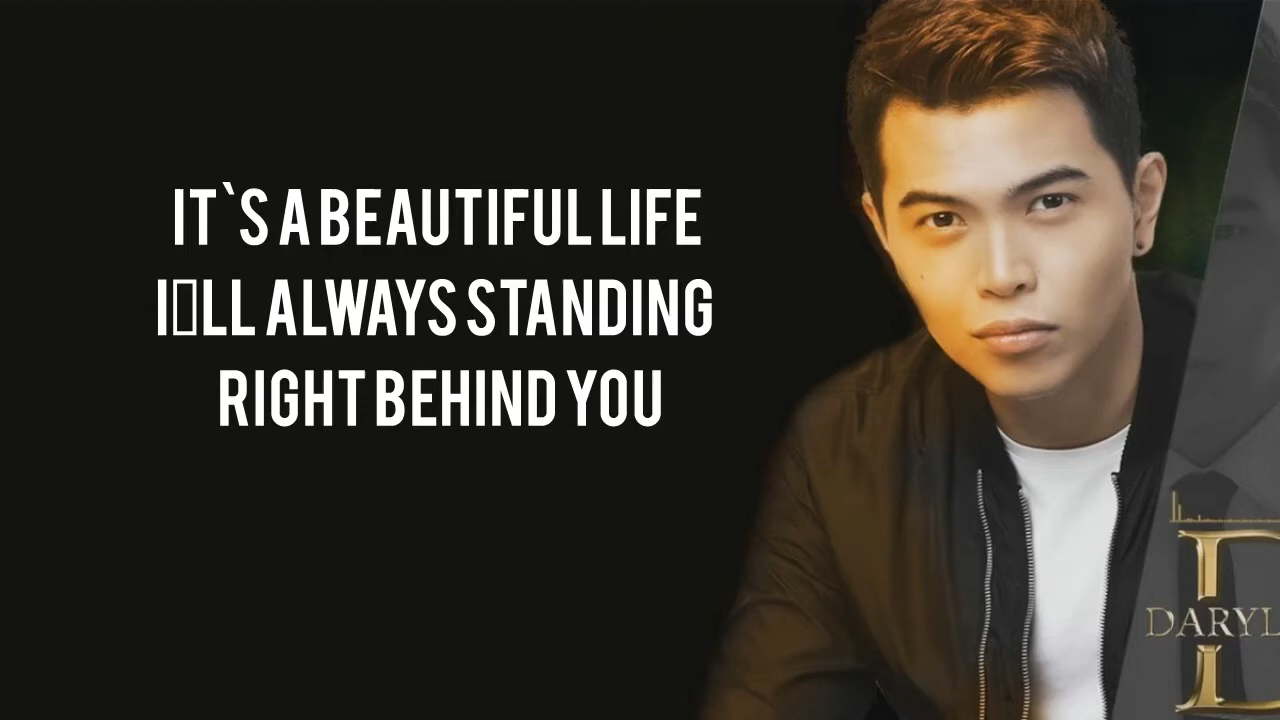 IT`S A BEAUTIFUL LIFE
I▯LL ALWAYS STANDING
RIGHT BEHIND YOU
D
DARYL